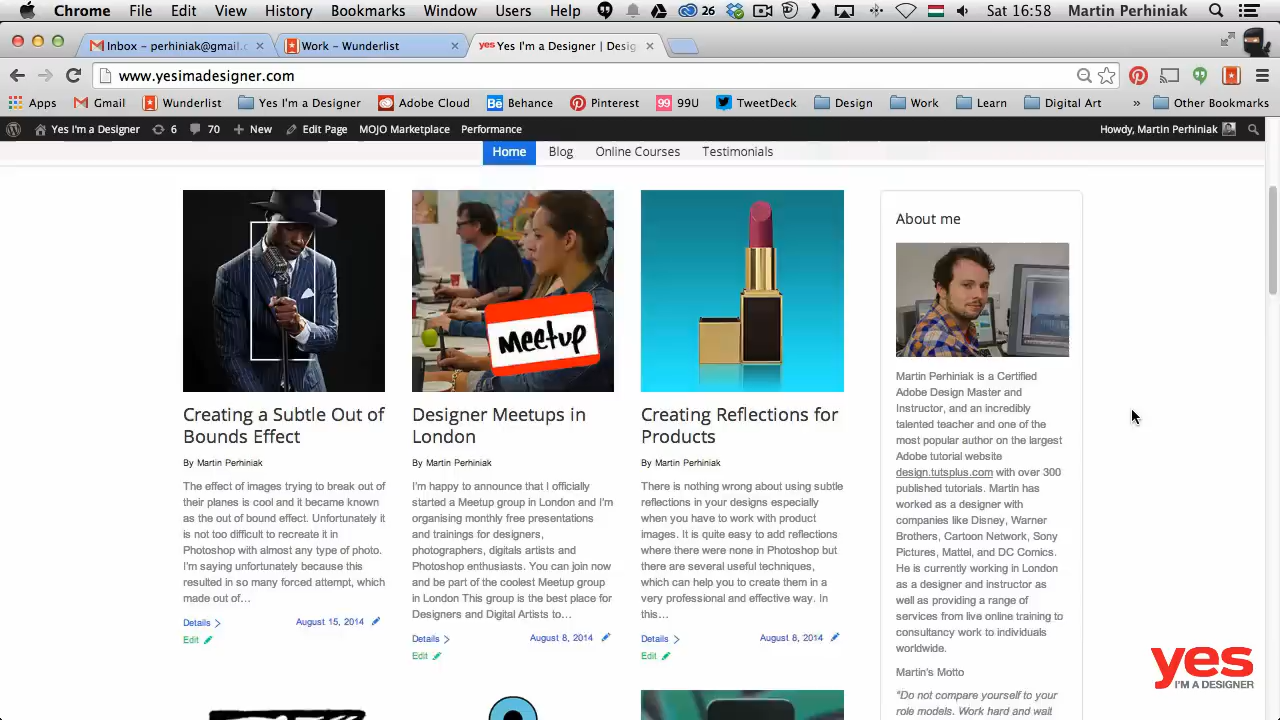 Chrome File Edit View History Bookmarks Window Users Help 26 Sat 16:58 Martin Perhiniak
Inbox – perhiniak@gmail.c Work – Wunderlist yes Yes I'm a Designer | Desig
www.yesimadesigner.com
Apps Gmail Wunderlist Yes I'm a Designer Adobe Cloud Bē Behance Pinterest 99 99U TweetDeck Design Work Learn Digital Art » Other Bookmarks
Yes I'm a Designer 6 70 + New Edit Page MOJO Marketplace Performance Howdy, Martin Perhiniak
Home Blog Online Courses Testimonials
Meetup
Creating a Subtle Out of
Bounds Effect
By Martin Perhiniak
The effect of images trying to break out of
their planes is cool and it became known
as the out of bound effect. Unfortunately it
is not too difficult to recreate it in
Photoshop with almost any type of photo.
I'm saying unfortunately because this
resulted in so many forced attempt, which
made out of…
Details August 15, 2014
Edit
Designer Meetups in
London
By Martin Perhiniak
I'm happy to announce that I officially
started a Meetup group in London and I'm
organising monthly free presentations
and trainings for designers,
photographers, digitals artists and
Photoshop enthusiasts. You can join now
and be part of the coolest Meetup group
in London This group is the best place for
Designers and Digital Artists to…
Details August 8, 2014
Edit
Creating Reflections for
Products
By Martin Perhiniak
There is nothing wrong about using subtle
reflections in your designs especially
when you have to work with product
images. It is quite easy to add reflections
where there were none in Photoshop but
there are several useful techniques,
which can help you to create them in a
very professional and effective way. In
this…
Details August 8, 2014
Edit
About me
Martin Perhiniak is a Certified
Adobe Design Master and
Instructor, and an incredibly
talented teacher and one of the
most popular author on the largest
Adobe tutorial website
design.tutsplus.com with over 300
published tutorials. Martin has
worked as a designer with
companies like Disney, Warner
Brothers, Cartoon Network, Sony
Pictures, Mattel, and DC Comics.
He is currently working in London
as a designer and instructor as
well as providing a range of
services from live online training to
consultancy work to individuals
worldwide.
Martin's Motto
"Do not compare yourself to your
role models. Work hard and wait
yes
I'M A DESIGNER